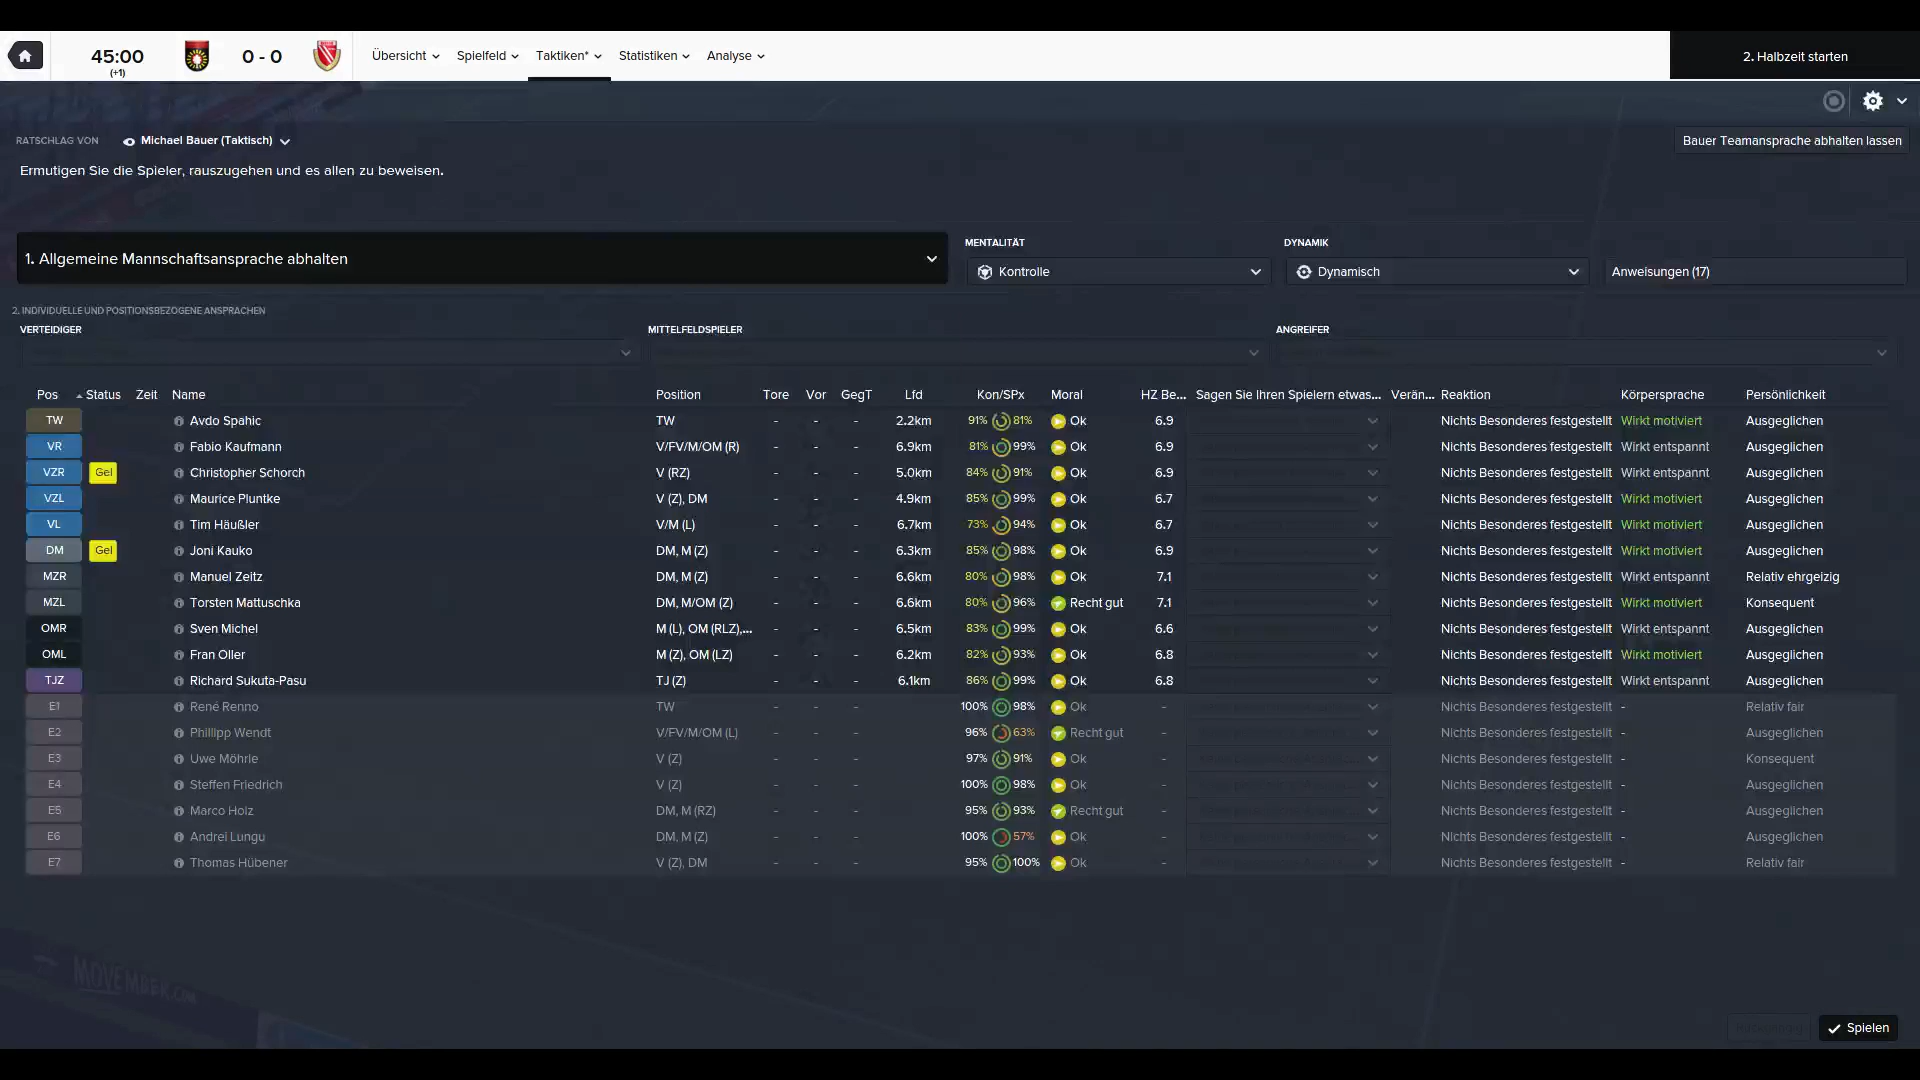 45:00
(+1)
0 - 0
Übersicht
Spielfeld
Taktiken*
Statistiken
Analyse
2. Halbzeit starten
RATSCHLAG VON
Michael Bauer (Taktisch)
Bauer Teamansprache abhalten lassen
Ermutigen Sie die Spieler, rauszugehen und es allen zu beweisen.
1. Allgemeine Mannschaftsansprache abhalten
MENTALITÄT
Kontrolle
DYNAMIK
Dynamisch
Anweisungen (17)
2. INDIVIDUELLE UND POSITIONSBEZOGENE ANSPRACHEN
VERTEIDIGER
MITTELFELDSPIELER
ANGREIFER
Pos Status Zeit Name Position Tore Vor GegT Lfd Kon/SPx Moral HZ Be... Sagen Sie Ihren Spielern etwas... Verän... Reaktion Körpersprache Persönlichkeit
TW Avdo Spahic TW - - - 2.2km 91% 81% Ok 6.9 Nichts Besonderes festgestellt Wirkt motiviert Ausgeglichen
VR Fabio Kaufmann V/FV/M/OM (R) - - - 6.9km 81% 99% Ok 6.9 Nichts Besonderes festgestellt Wirkt entspannt Ausgeglichen
VZR Gel Christopher Schorch V (RZ) - - - 5.0km 84% 91% Ok 6.9 Nichts Besonderes festgestellt Wirkt entspannt Ausgeglichen
VZL Maurice Pluntke V (Z), DM - - - 4.9km 85% 99% Ok 6.7 Nichts Besonderes festgestellt Wirkt motiviert Ausgeglichen
VL Tim Häußler V/M (L) - - - 6.7km 73% 94% Ok 6.7 Nichts Besonderes festgestellt Wirkt motiviert Ausgeglichen
DM Gel Joni Kauko DM, M (Z) - - - 6.3km 85% 98% Ok 6.9 Nichts Besonderes festgestellt Wirkt motiviert Ausgeglichen
MZR Manuel Zeitz DM, M (Z) - - - 6.6km 80% 98% Ok 7.1 Nichts Besonderes festgestellt Wirkt entspannt Relativ ehrgeizig
MZL Torsten Mattuschka DM, M/OM (Z) - - - 6.6km 80% 96% Recht gut 7.1 Nichts Besonderes festgestellt Wirkt motiviert Konsequent
OMR Sven Michel M (L), OM (RLZ),... - - - 6.5km 83% 99% Ok 6.6 Nichts Besonderes festgestellt Wirkt entspannt Ausgeglichen
OML Fran Oller M (Z), OM (LZ) - - - 6.2km 82% 93% Ok 6.8 Nichts Besonderes festgestellt Wirkt motiviert Ausgeglichen
TJZ Richard Sukuta-Pasu TJ (Z) - - - 6.1km 86% 99% Ok 6.8 Nichts Besonderes festgestellt Wirkt entspannt Ausgeglichen
E1 René Renno TW - - - 100% 98% Ok - Nichts Besonderes festgestellt - Relativ fair
E2 Phillipp Wendt V/FV/M/OM (L) - - - 96% 63% Recht gut - Nichts Besonderes festgestellt - Ausgeglichen
E3 Uwe Möhrle V (Z) - - - 97% 91% Ok - Nichts Besonderes festgestellt - Konsequent
E4 Steffen Friedrich V (Z) - - - 100% 98% Ok - Nichts Besonderes festgestellt - Ausgeglichen
E5 Marco Holz DM, M (RZ) - - - 95% 93% Recht gut - Nichts Besonderes festgestellt - Ausgeglichen
E6 Andrei Lungu DM, M (Z) - - - 100% 57% Ok - Nichts Besonderes festgestellt - Ausgeglichen
E7 Thomas Hübener V (Z), DM - - - 95% 100% Ok - Nichts Besonderes festgestellt - Relativ fair
MOVEMBER.COM
Spielen